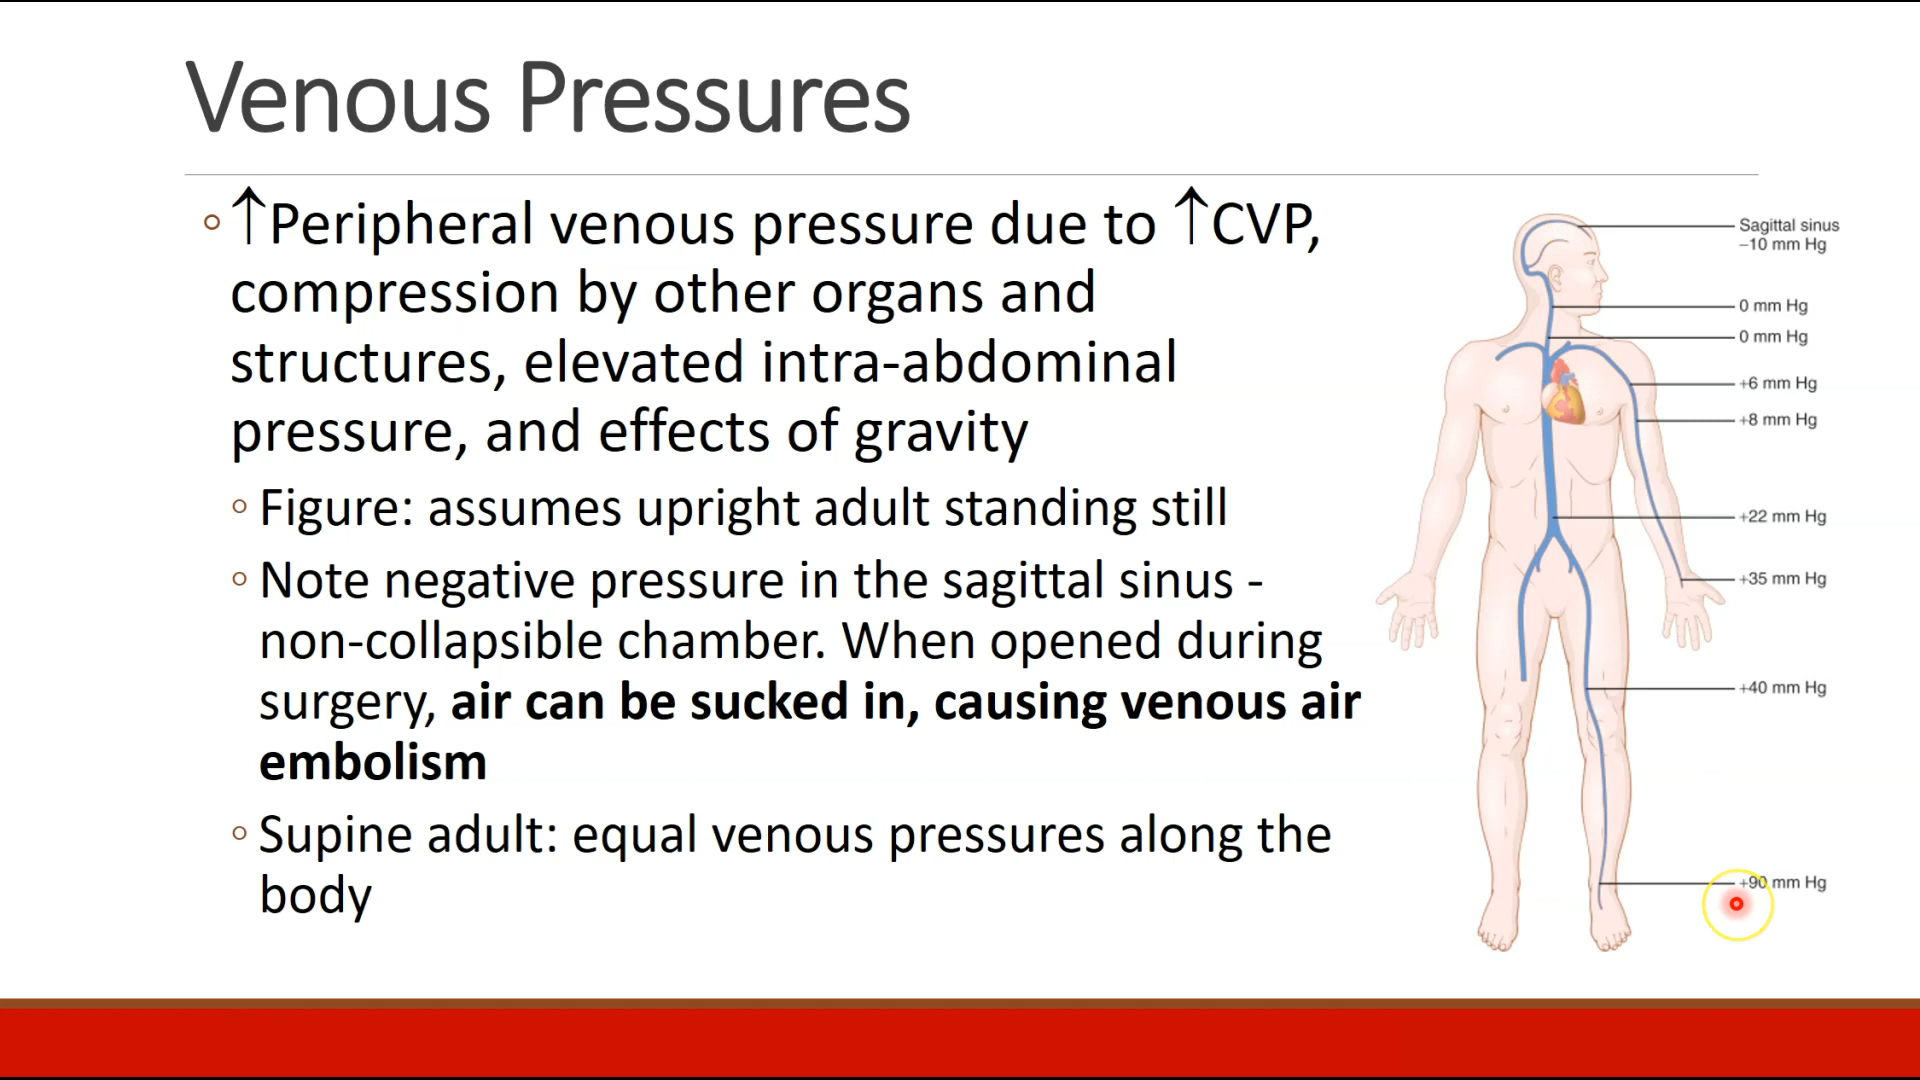 Venous Pressures
◦ ↑Peripheral venous pressure due to ↑CVP,
compression by other organs and
structures, elevated intra-abdominal
pressure, and effects of gravity
◦ Figure: assumes upright adult standing still
◦ Note negative pressure in the sagittal sinus -
non-collapsible chamber. When opened during
surgery, air can be sucked in, causing venous air
embolism
◦ Supine adult: equal venous pressures along the
body
Sagittal sinus
–10 mm Hg
0 mm Hg
0 mm Hg
+6 mm Hg
+8 mm Hg
+22 mm Hg
+35 mm Hg
+40 mm Hg
+90 mm Hg